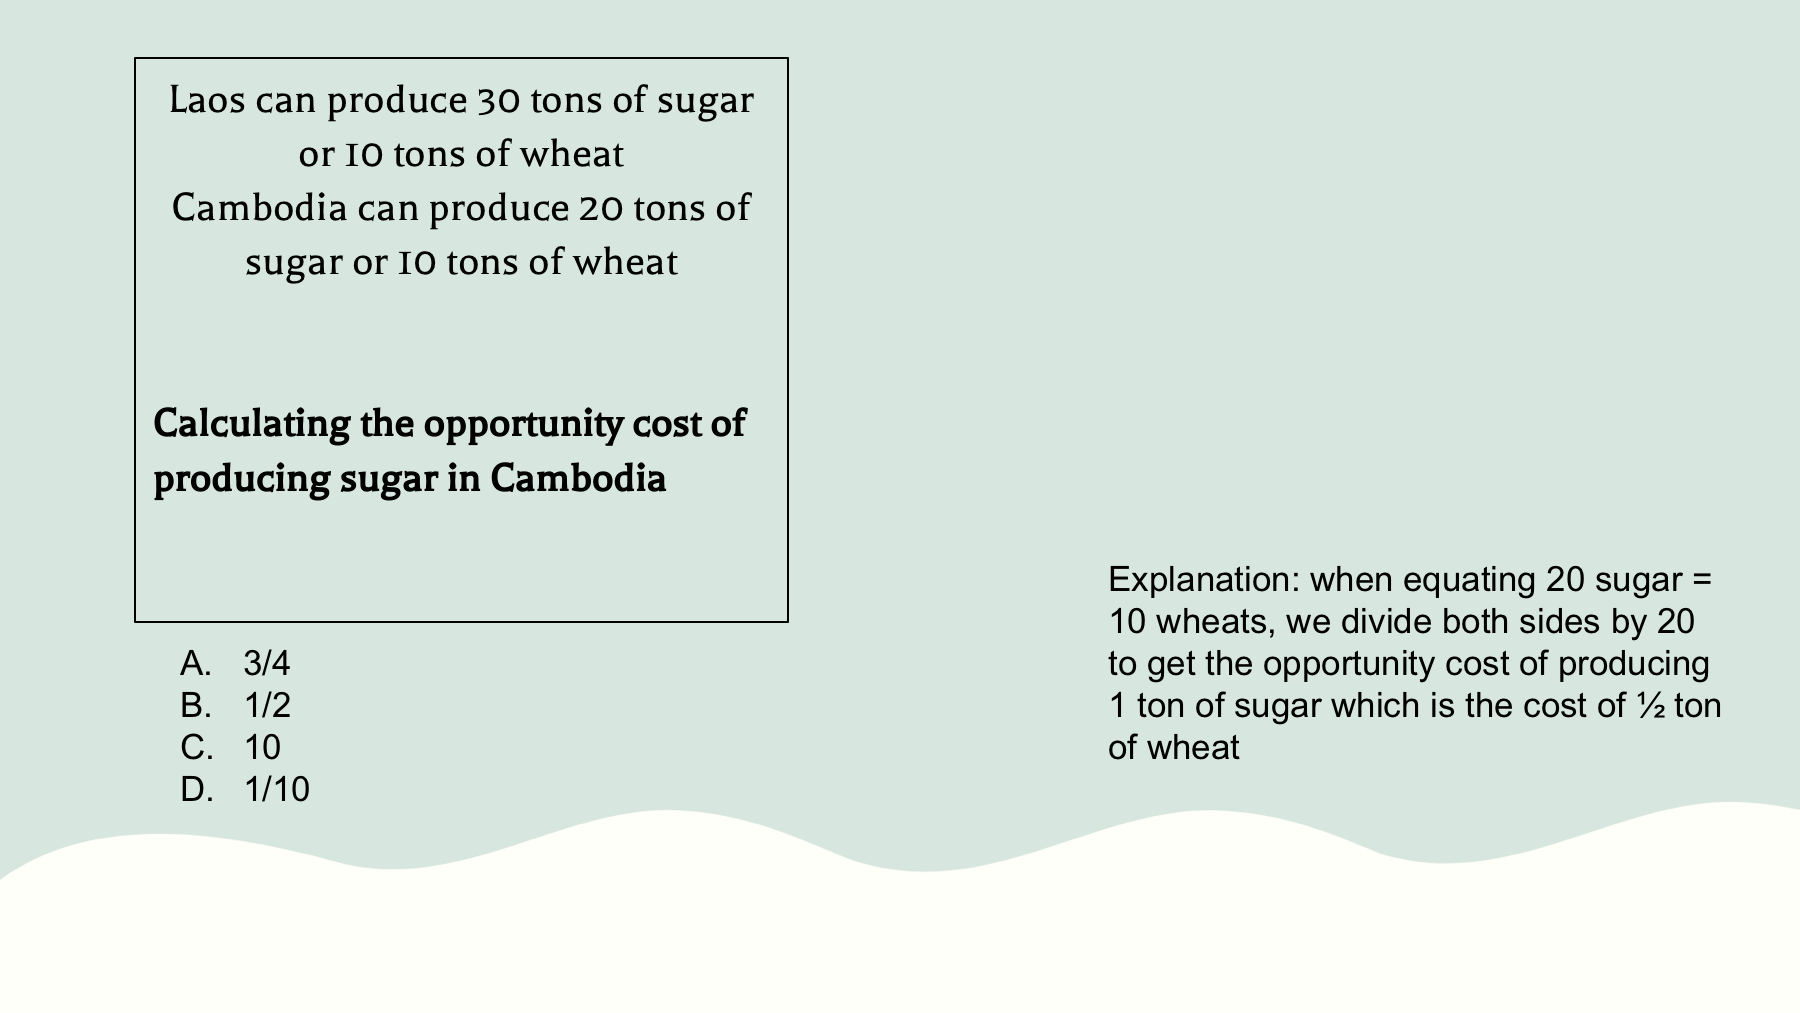 Laos can produce 30 tons of sugar
or 10 tons of wheat
Cambodia can produce 20 tons of
sugar or 10 tons of wheat
Calculating the opportunity cost of
producing sugar in Cambodia
A. 3/4
B. 1/2
C. 10
D. 1/10
Explanation: when equating 20 sugar =
10 wheats, we divide both sides by 20
to get the opportunity cost of producing
1 ton of sugar which is the cost of ½ ton
of wheat